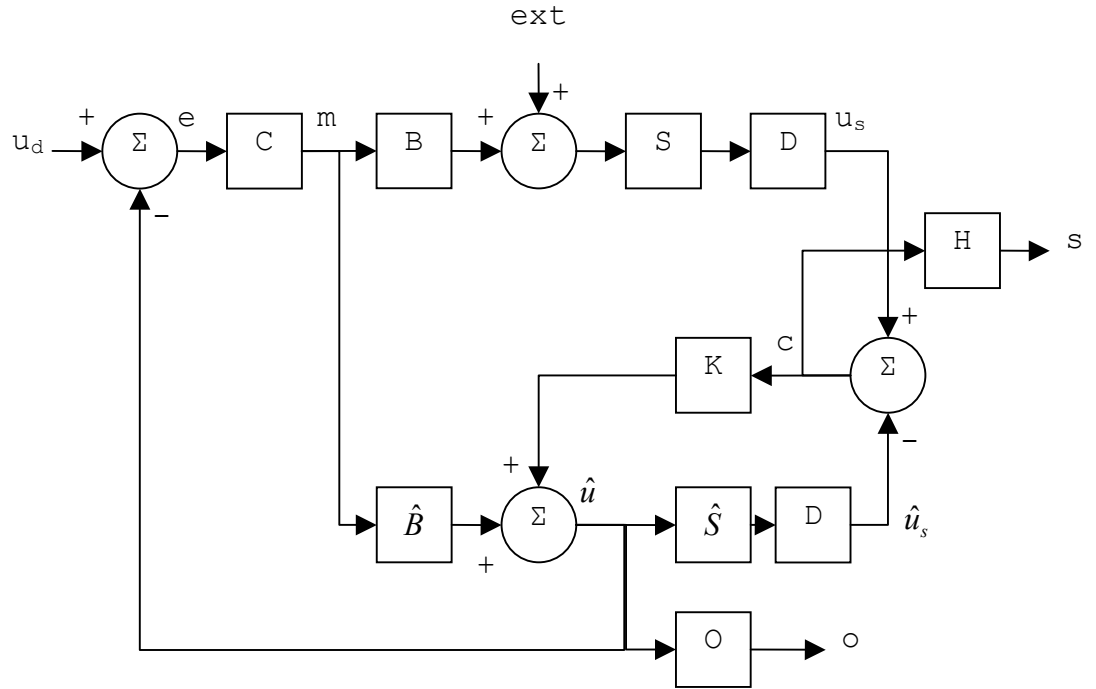 ext
+
+ e m + u_s
u_d Σ C B Σ S D
−
H s
+
c
K Σ
−
+ û
B̂ Σ Ŝ D û_s
+
O o